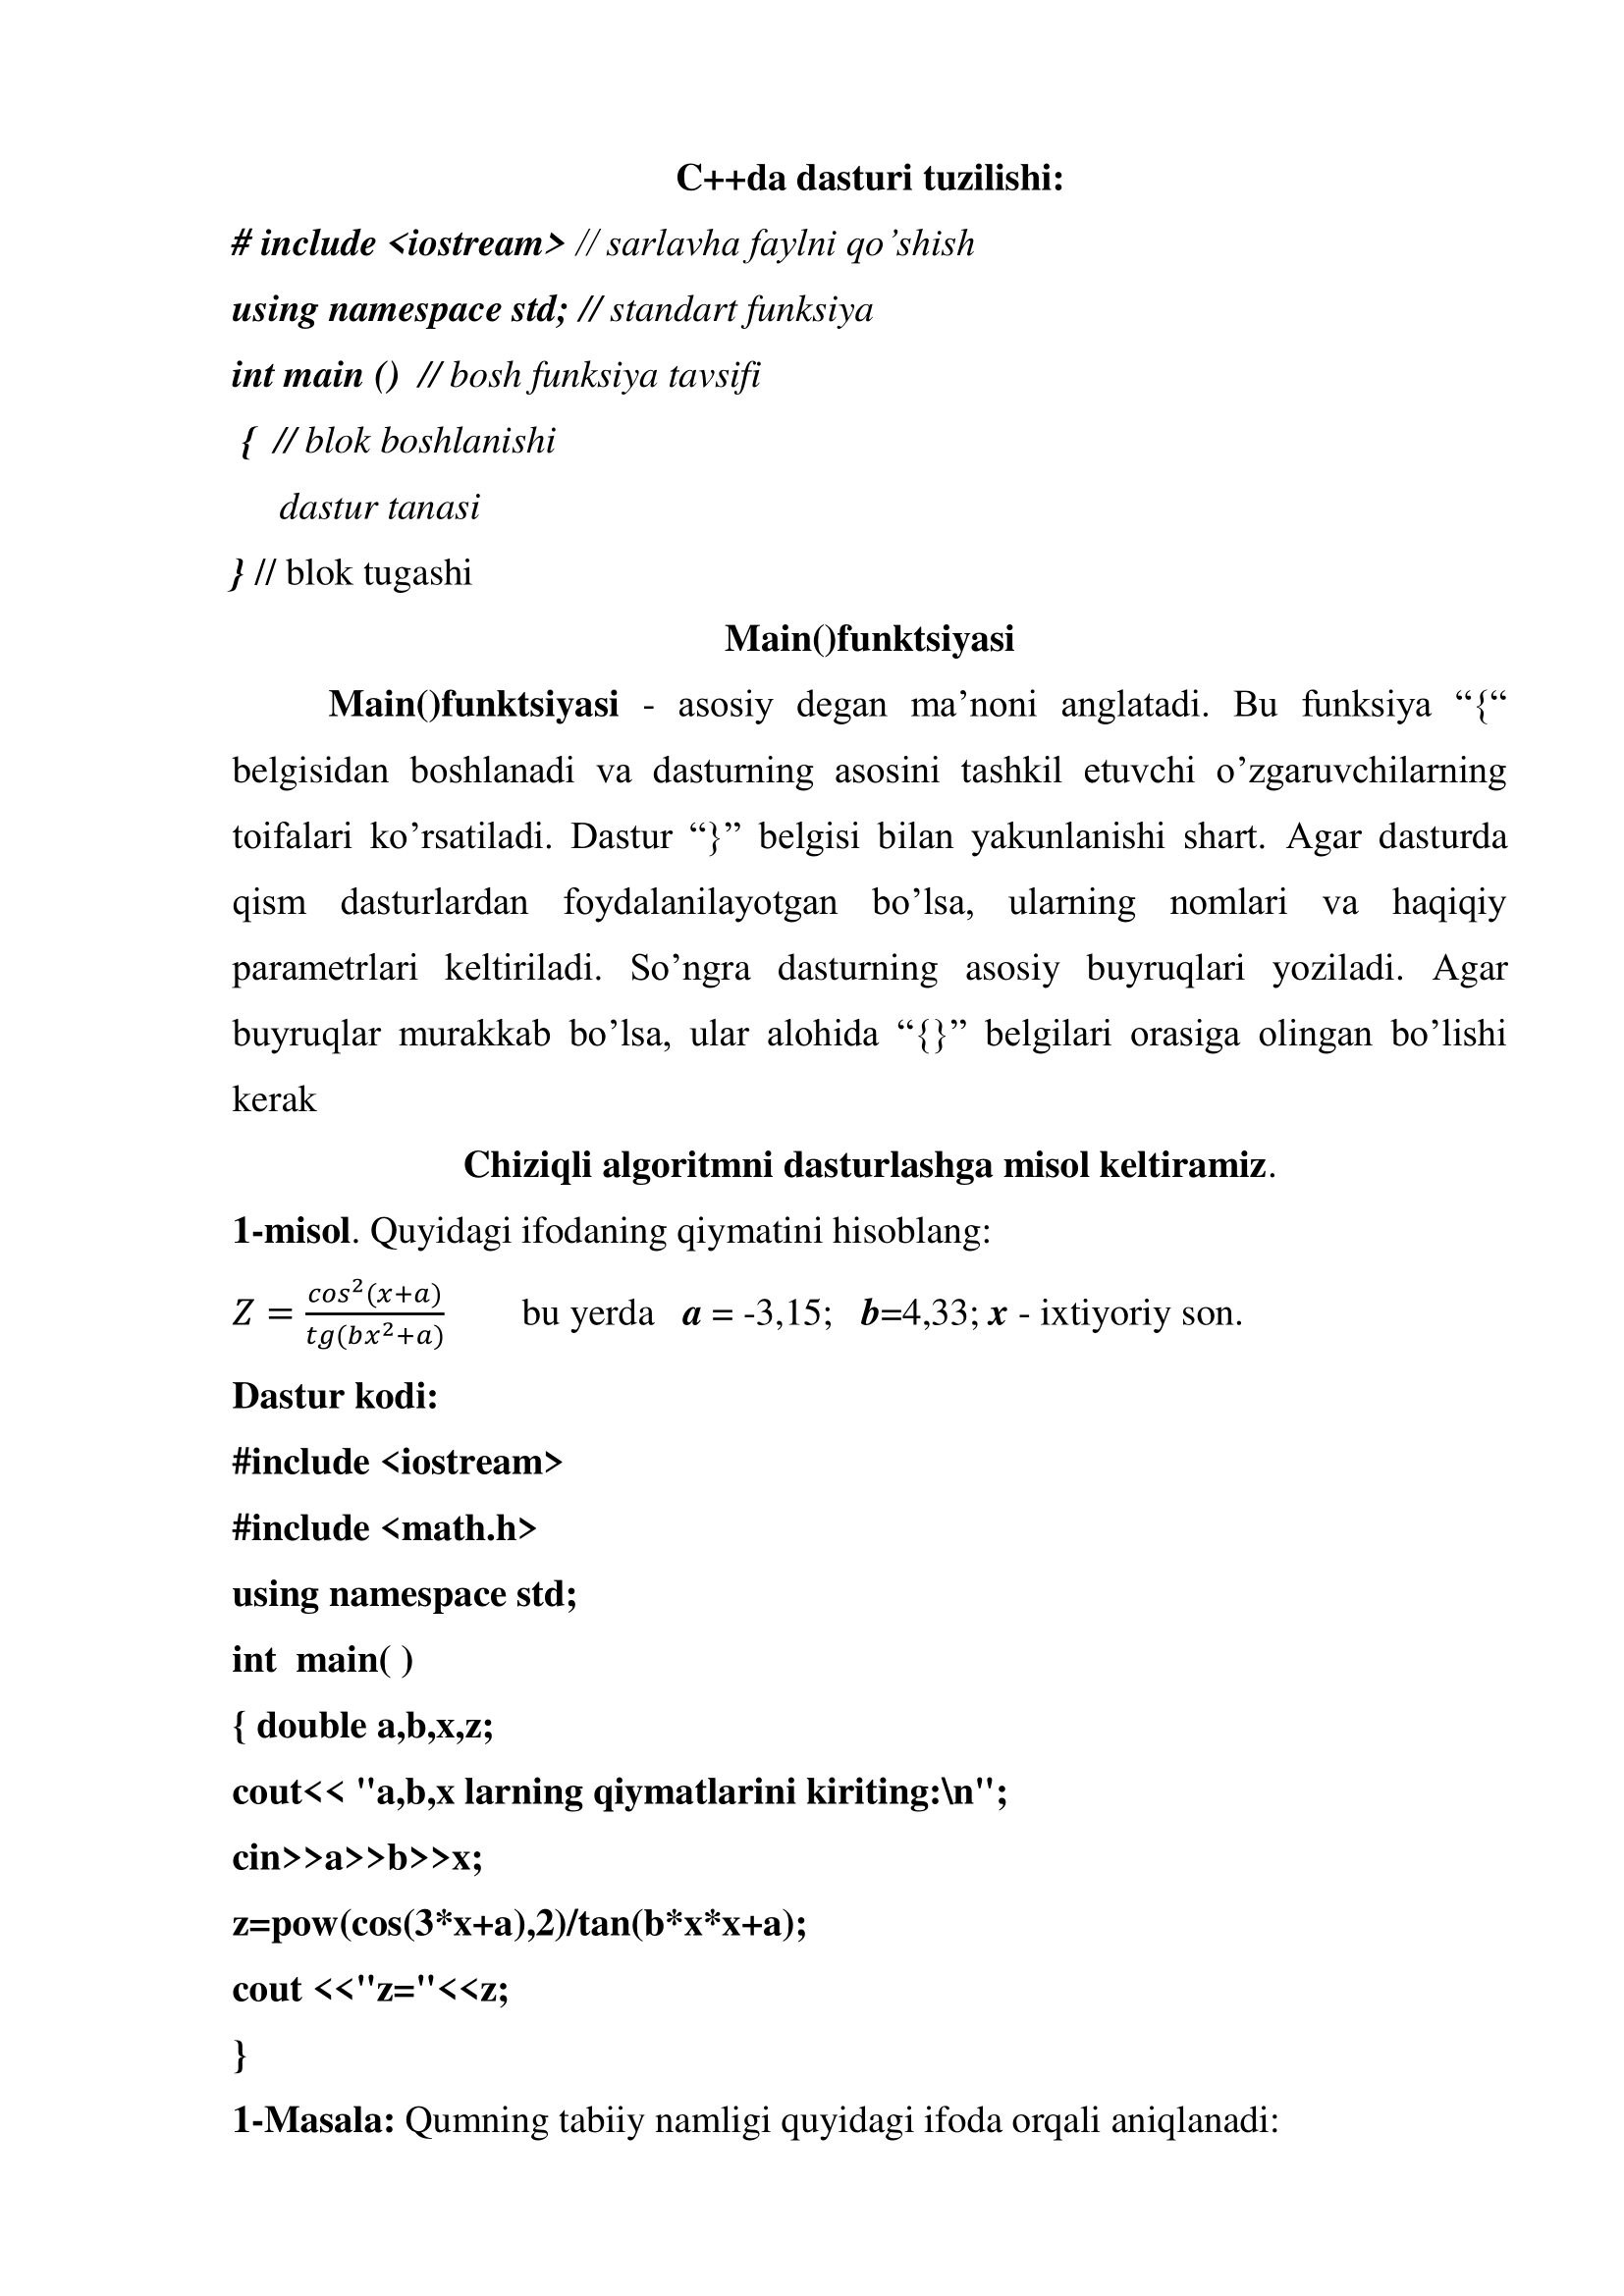 C++da dasturi tuzilishi:
# include <iostream> // sarlavha faylni qo’shish
using namespace std; // standart funksiya
int main ()  // bosh funksiya tavsifi
{  // blok boshlanishi
dastur tanasi
} // blok tugashi
Main()funktsiyasi
Main()funktsiyasi - asosiy degan ma’noni anglatadi. Bu funksiya “{“
belgisidan boshlanadi va dasturning asosini tashkil etuvchi o’zgaruvchilarning
toifalari ko’rsatiladi. Dastur “}” belgisi bilan yakunlanishi shart. Agar dasturda
qism dasturlardan foydalanilayotgan bo’lsa, ularning nomlari va haqiqiy
parametrlari keltiriladi. So’ngra dasturning asosiy buyruqlari yoziladi. Agar
buyruqlar murakkab bo’lsa, ular alohida “{}” belgilari orasiga olingan bo’lishi
kerak
Chiziqli algoritmni dasturlashga misol keltiramiz.
1-misol. Quyidagi ifodaning qiymatini hisoblang:
Z = cos²(x+a) / tg(bx²+a) bu yerda a = -3,15; b=4,33; x - ixtiyoriy son.
Dastur kodi:
#include <iostream>
#include <math.h>
using namespace std;
int  main( )
{ double a,b,x,z;
cout<< "a,b,x larning qiymatlarini kiriting:\n";
cin>>a>>b>>x;
z=pow(cos(3*x+a),2)/tan(b*x*x+a);
cout <<"z="<<z;
}
1-Masala: Qumning tabiiy namligi quyidagi ifoda orqali aniqlanadi: